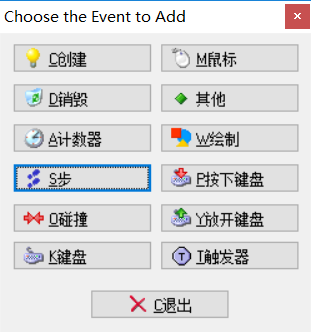 Choose the Event to Add
C创建
M鼠标
D销毁
其他
A计数器
W绘制
S步
P按下键盘
O碰撞
Y放开键盘
K键盘
T触发器
C退出